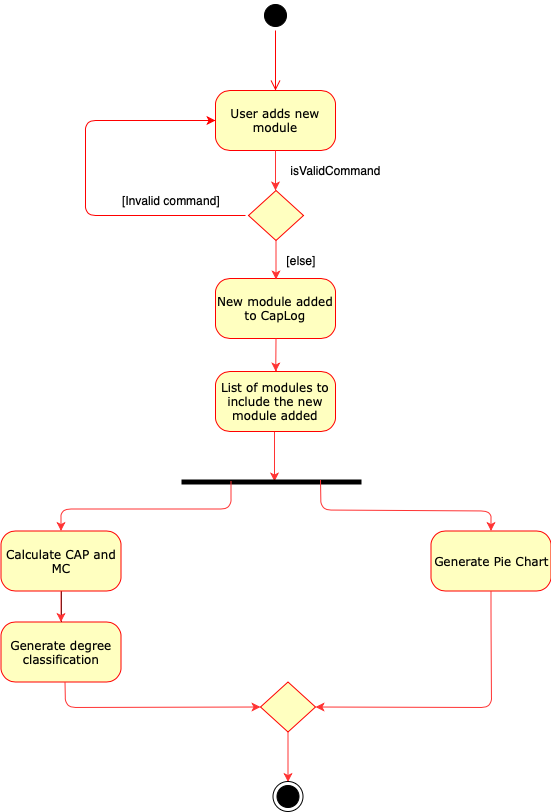 User adds new
module
isValidCommand
[Invalid command]
[else]
New module added
to CapLog
List of modules to
include the new
module added
Calculate CAP and
MC
Generate Pie Chart
Generate degree
classification